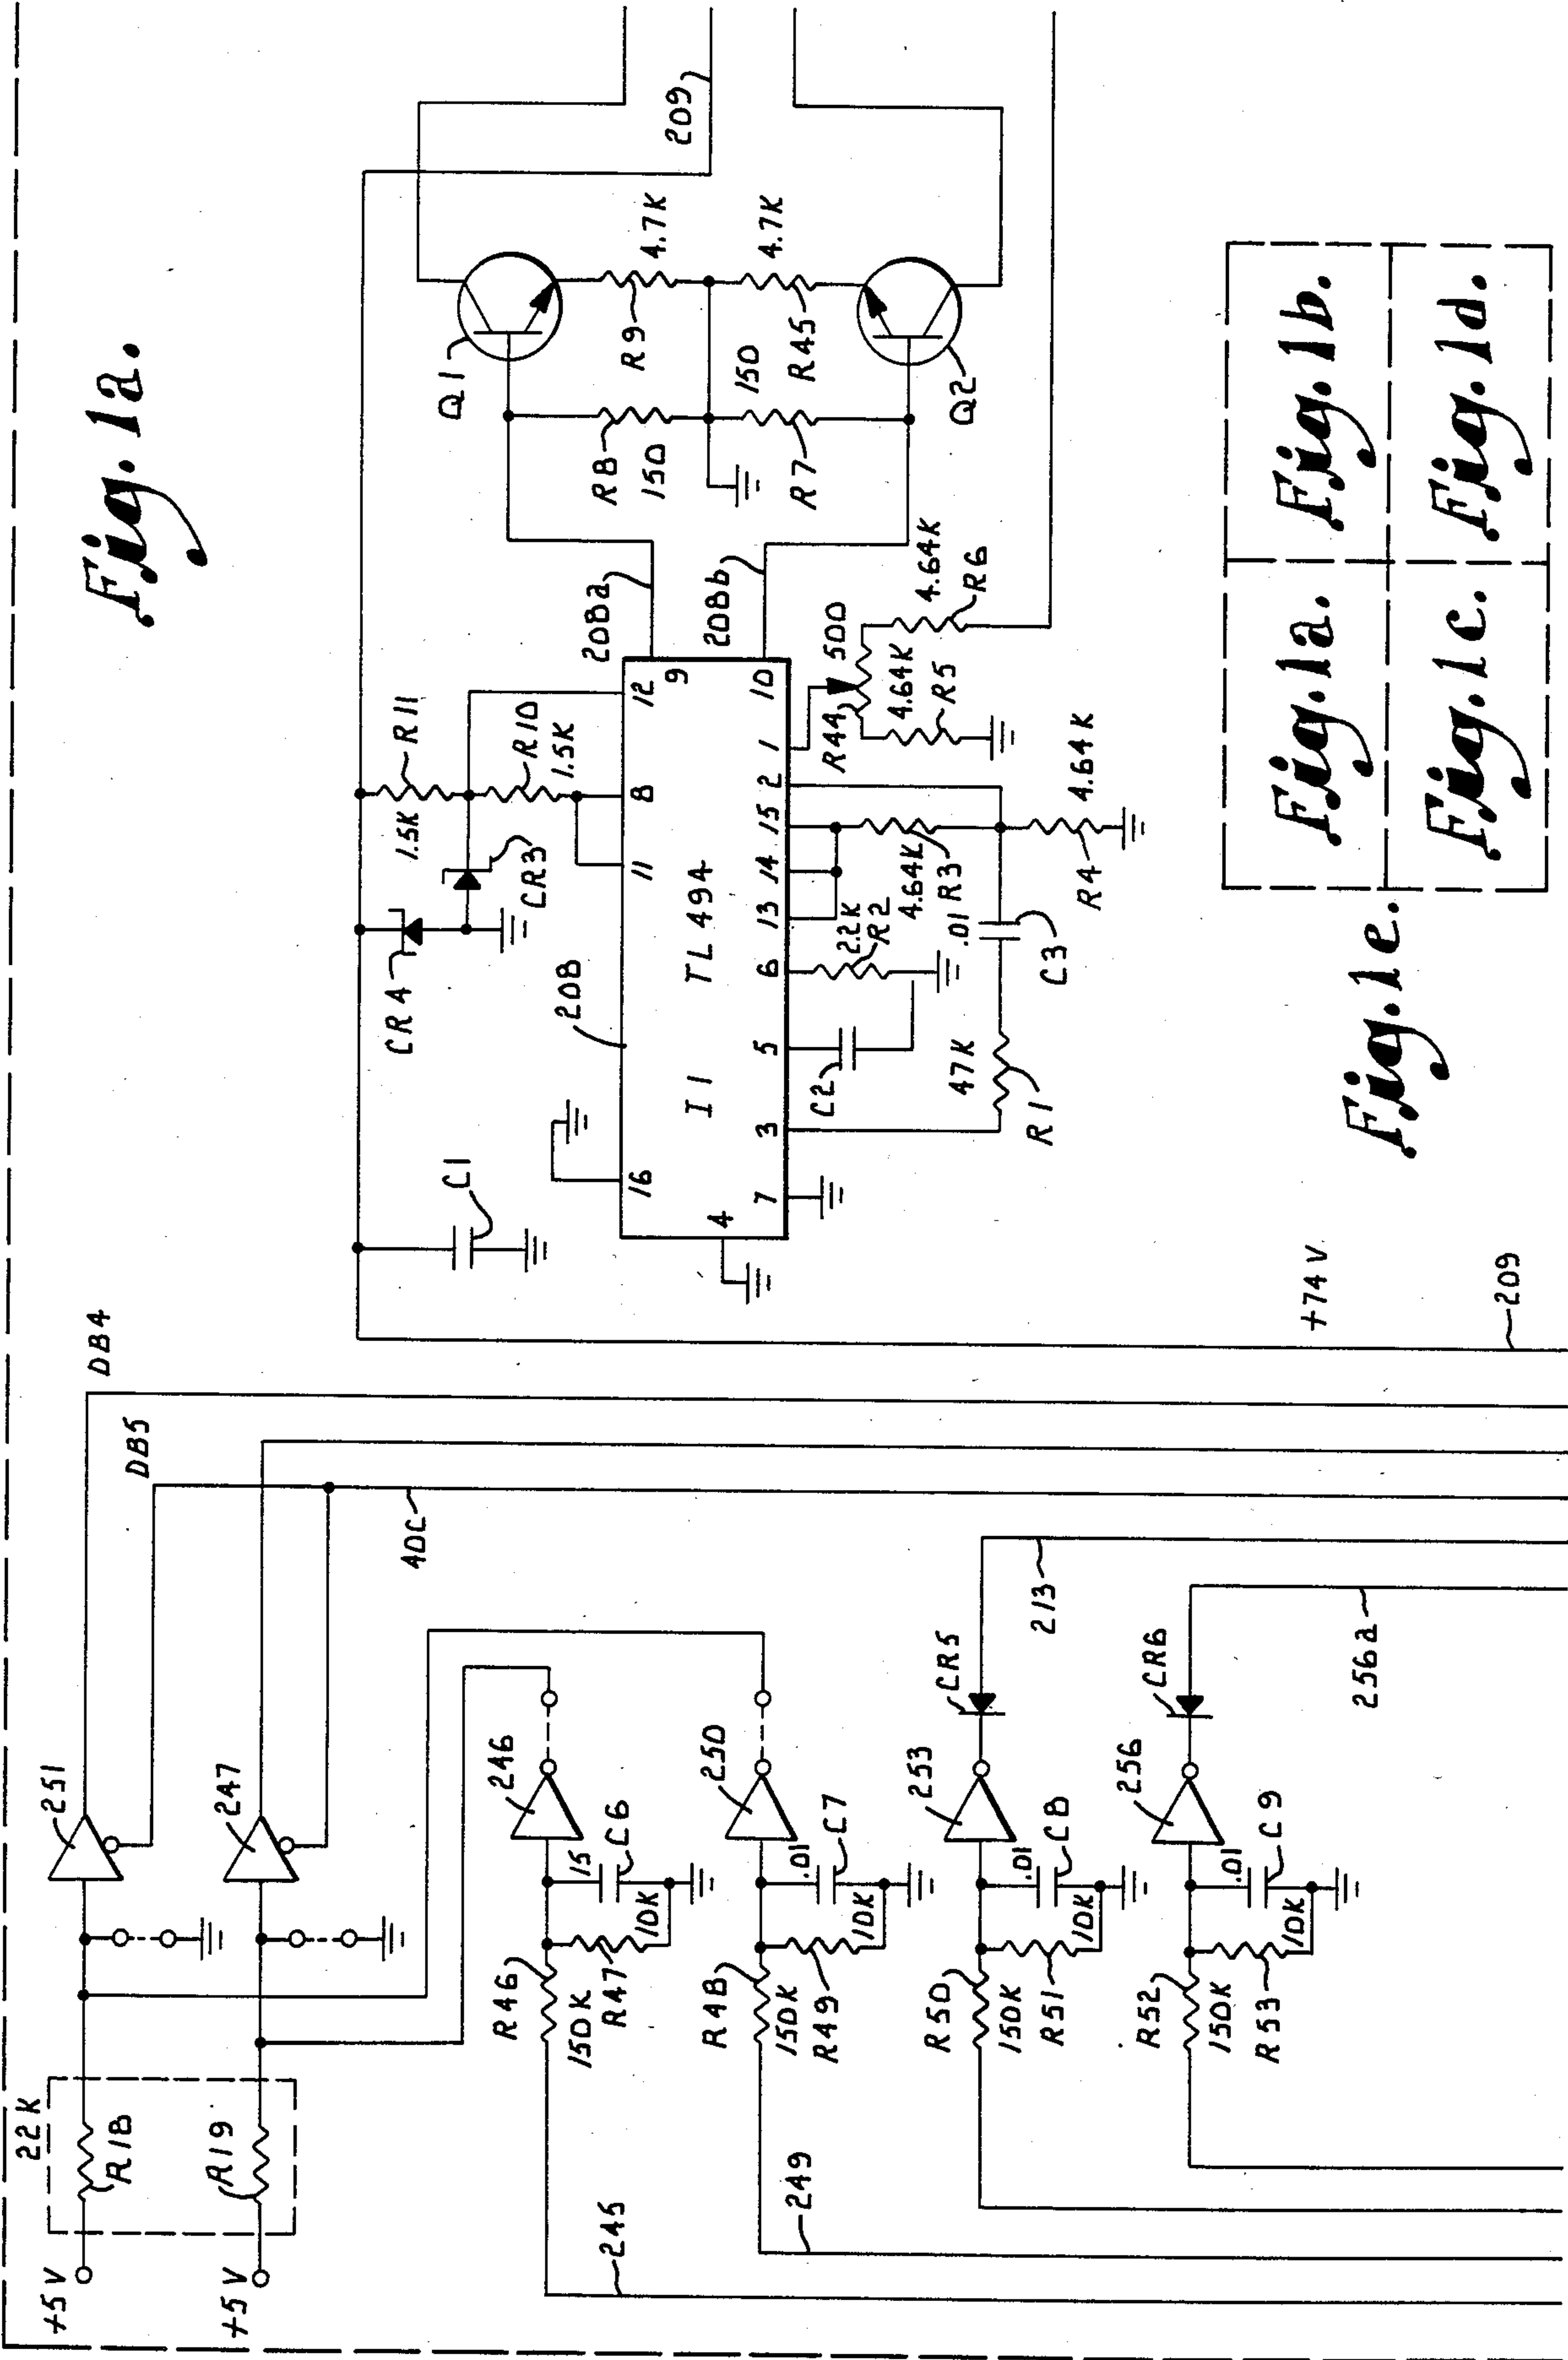 Fig. 1a.
+5V
22K
R18
251
DB4
+5V
R19
247
DB5
40C
245
R46
150K
R47
10K
15
C6
246
249
R48
150K
R49
10K
.01
C7
250
R50
150K
R51
10K
.01
C8
253
CR5
213
R52
150K
R53
10K
.01
C9
256
CR6
256a
+74V
209
C1
CR4
CR3
R11
1.5K
R10
1.5K
208
I1 TL494
16
11
8
12
4
9
10
7
3
5
6
13
14
15
2
1
208a
208b
C2
2.2K
R2
47K
R1
.01
C3
4.64K
R3
R4
4.64K
R44
500
4.64K
R5
4.64K
R6
Q1
R8
150
R9
4.7K
150
R7
R45
4.7K
Q2
209
Fig. 1e.
Fig. 1a. Fig. 1b.
Fig. 1c. Fig. 1d.